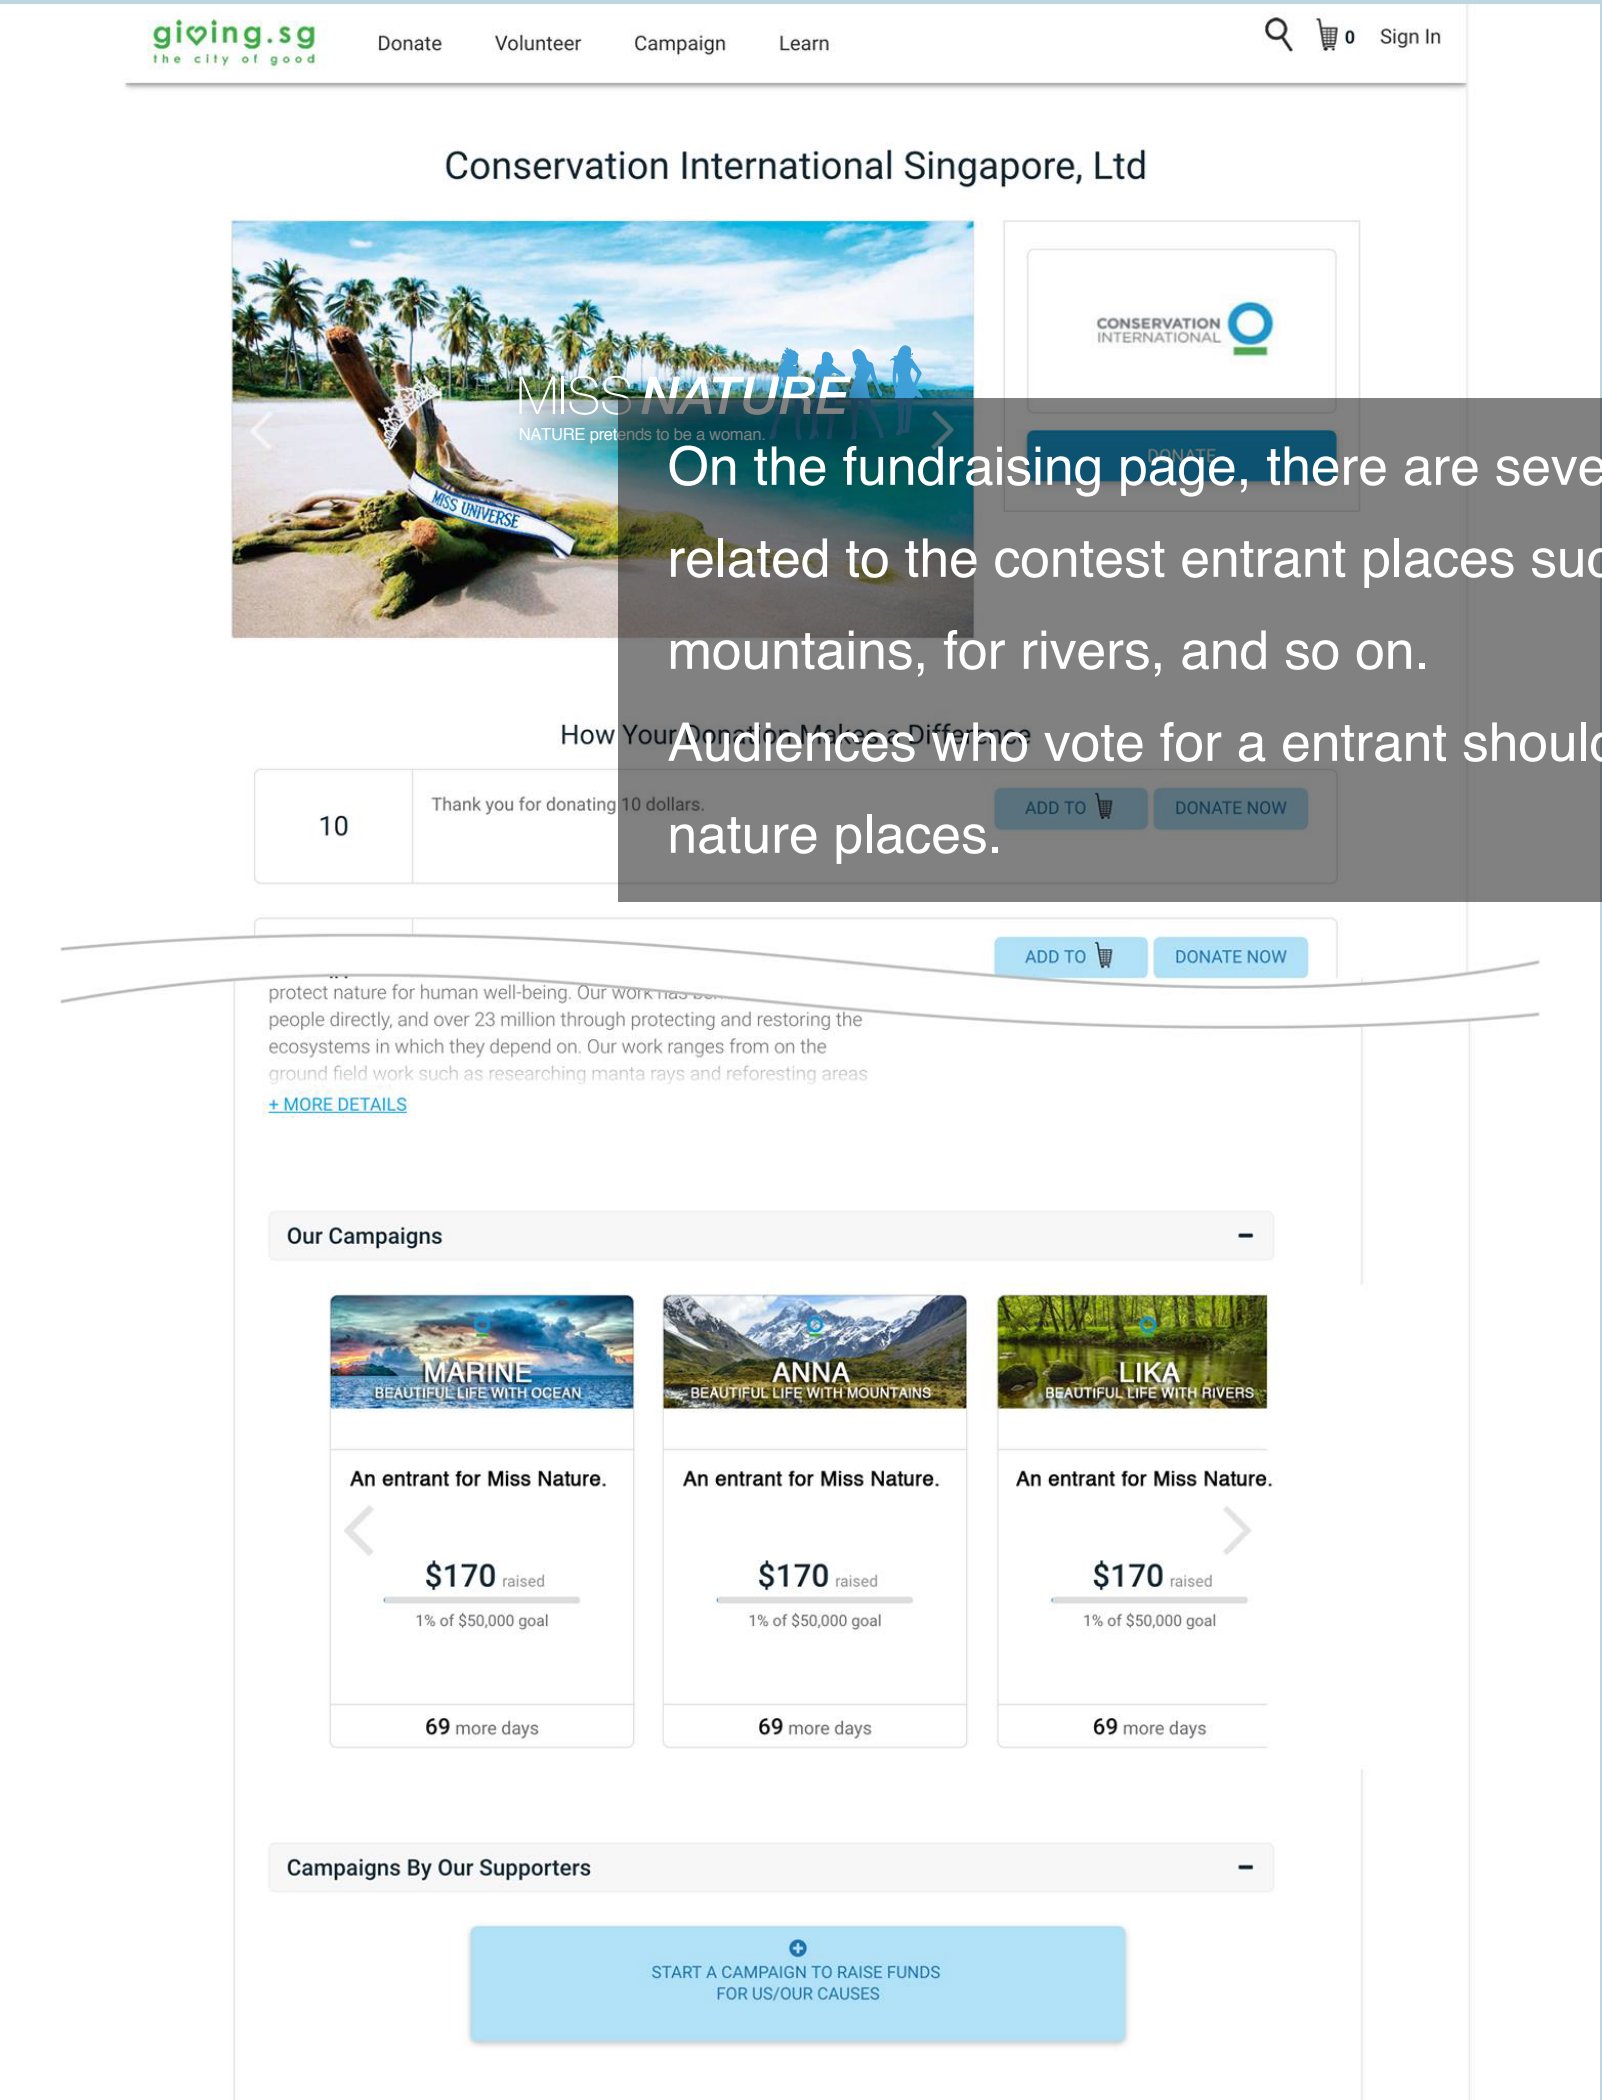 giving.sg
the city of good
Donate
Volunteer
Campaign
Learn
0
Sign In
Conservation International Singapore, Ltd
MISS NATURE
NATURE pretends to be a woman.
MISS UNIVERSE
CONSERVATION
INTERNATIONAL
DONATE
On the fundraising page, there are seve
related to the contest entrant places suc
mountains, for rivers, and so on.
Audiences who vote for a entrant should
nature places.
How Your Donation Makes a Difference
10
Thank you for donating 10 dollars.
ADD TO
DONATE NOW
ADD TO
DONATE NOW
protect nature for human well-being. Our work has
people directly, and over 23 million through protecting and restoring the
ecosystems in which they depend on. Our work ranges from on the
ground field work such as researching manta rays and reforesting areas
+ MORE DETAILS
Our Campaigns
MARINE
BEAUTIFUL LIFE WITH OCEAN
An entrant for Miss Nature.
$170 raised
1% of $50,000 goal
69 more days
ANNA
BEAUTIFUL LIFE WITH MOUNTAINS
An entrant for Miss Nature.
$170 raised
1% of $50,000 goal
69 more days
LIKA
BEAUTIFUL LIFE WITH RIVERS
An entrant for Miss Nature.
$170 raised
1% of $50,000 goal
69 more days
Campaigns By Our Supporters
START A CAMPAIGN TO RAISE FUNDS
FOR US/OUR CAUSES